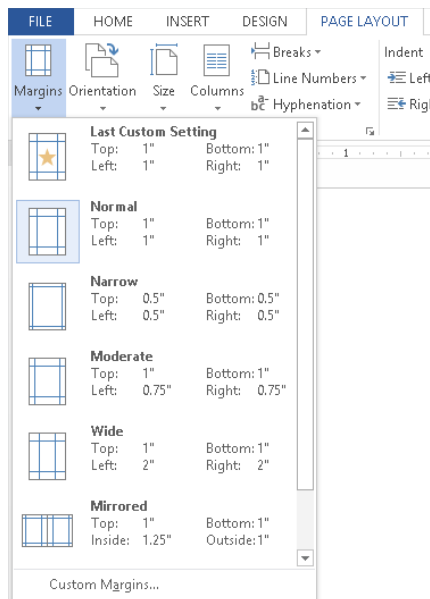 FILE HOME INSERT DESIGN PAGE LAYOUT
Margins Orientation Size Columns
Breaks
Line Numbers
Hyphenation
Indent
Left
Last Custom Setting
Top: 1" Bottom: 1"
Left: 1" Right: 1"
Normal
Top: 1" Bottom: 1"
Left: 1" Right: 1"
Narrow
Top: 0.5" Bottom: 0.5"
Left: 0.5" Right: 0.5"
Moderate
Top: 1" Bottom: 1"
Left: 0.75" Right: 0.75"
Wide
Top: 1" Bottom: 1"
Left: 2" Right: 2"
Mirrored
Top: 1" Bottom: 1"
Inside: 1.25" Outside: 1"
Custom Margins...
1